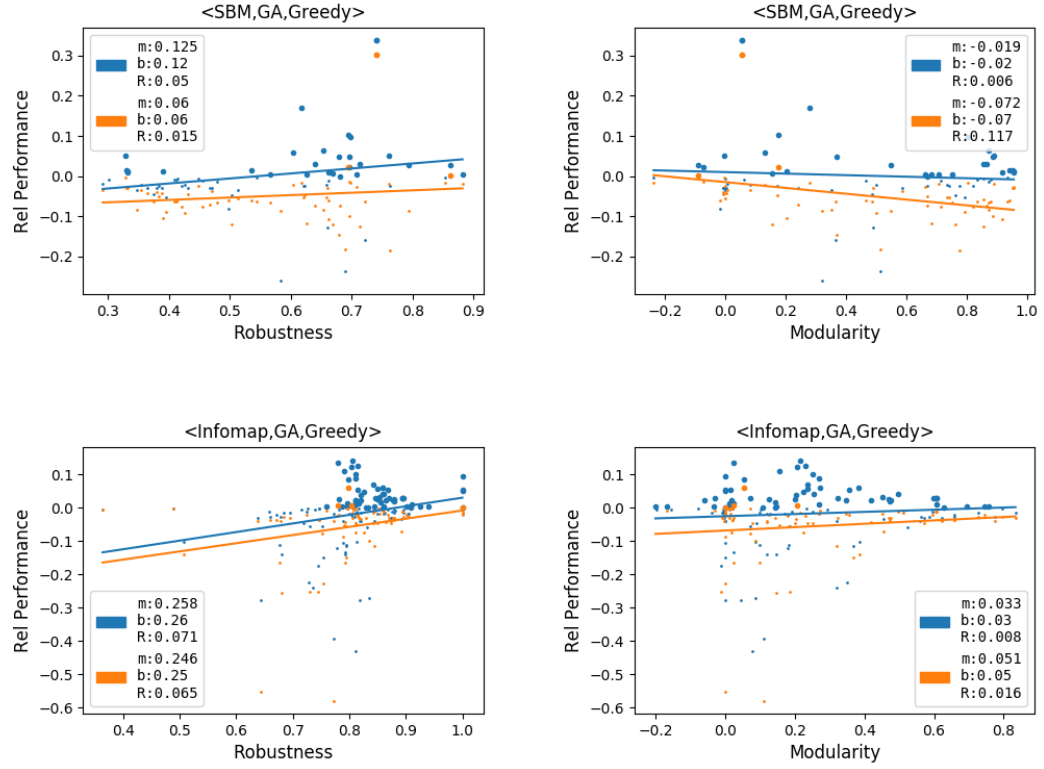 <SBM,GA,Greedy>
Rel Performance
0.3
0.2
0.1
0.0
−0.1
−0.2
m:0.125
b:0.12
R:0.05
m:0.06
b:0.06
R:0.015
0.3 0.4 0.5 0.6 0.7 0.8 0.9
Robustness
<SBM,GA,Greedy>
Rel Performance
0.3
0.2
0.1
0.0
−0.1
−0.2
m:-0.019
b:-0.02
R:0.006
m:-0.072
b:-0.07
R:0.117
−0.2 0.0 0.2 0.4 0.6 0.8 1.0
Modularity
<Infomap,GA,Greedy>
Rel Performance
0.1
0.0
−0.1
−0.2
−0.3
−0.4
−0.5
−0.6
m:0.258
b:0.26
R:0.071
m:0.246
b:0.25
R:0.065
0.4 0.5 0.6 0.7 0.8 0.9 1.0
Robustness
<Infomap,GA,Greedy>
Rel Performance
0.1
0.0
−0.1
−0.2
−0.3
−0.4
−0.5
−0.6
m:0.033
b:0.03
R:0.008
m:0.051
b:0.05
R:0.016
−0.2 0.0 0.2 0.4 0.6 0.8
Modularity